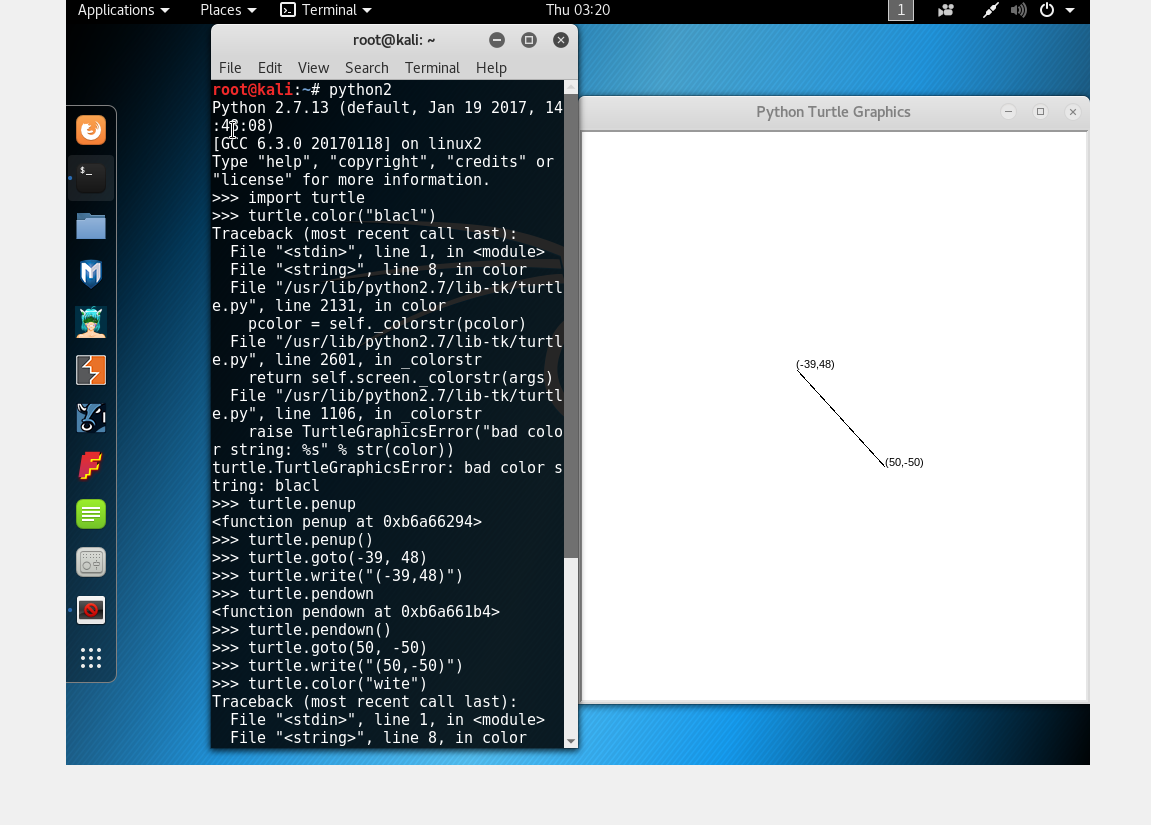 Applications Places Terminal Thu 03:20 1
root@kali: ~
File Edit View Search Terminal Help
root@kali:~# python2
Python 2.7.13 (default, Jan 19 2017, 14
:48:08)
[GCC 6.3.0 20170118] on linux2
Type "help", "copyright", "credits" or
"license" for more information.
>>> import turtle
>>> turtle.color("blacl")
Traceback (most recent call last):
  File "<stdin>", line 1, in <module>
  File "<string>", line 8, in color
  File "/usr/lib/python2.7/lib-tk/turtl
e.py", line 2131, in color
    pcolor = self._colorstr(pcolor)
  File "/usr/lib/python2.7/lib-tk/turtl
e.py", line 2601, in _colorstr
    return self.screen._colorstr(args)
  File "/usr/lib/python2.7/lib-tk/turtl
e.py", line 1106, in _colorstr
    raise TurtleGraphicsError("bad colo
r string: %s" % str(color))
turtle.TurtleGraphicsError: bad color s
tring: blacl
>>> turtle.penup
<function penup at 0xb6a66294>
>>> turtle.penup()
>>> turtle.goto(-39, 48)
>>> turtle.write("(-39,48)")
>>> turtle.pendown
<function pendown at 0xb6a661b4>
>>> turtle.pendown()
>>> turtle.goto(50, -50)
>>> turtle.write("(50,-50)")
>>> turtle.color("wite")
Traceback (most recent call last):
  File "<stdin>", line 1, in <module>
  File "<string>", line 8, in color
Python Turtle Graphics
(-39,48)
(50,-50)